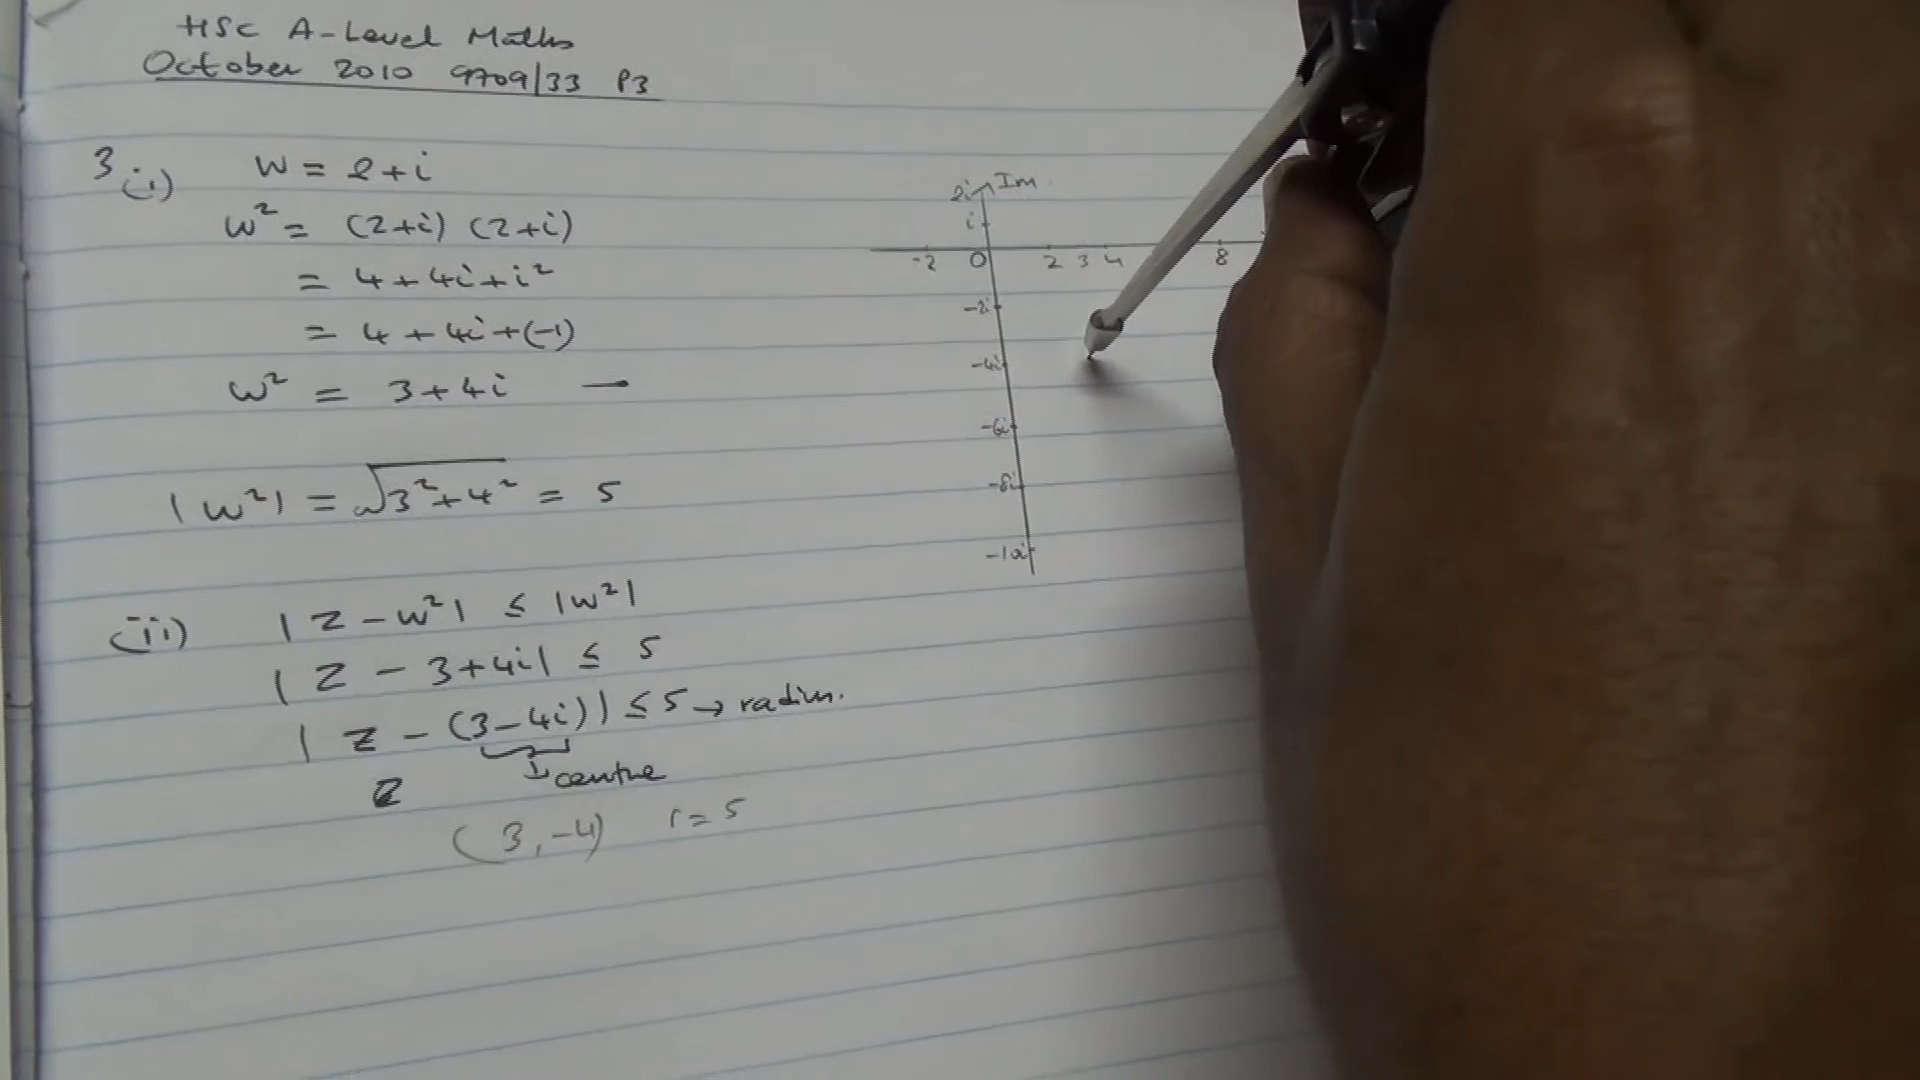 HSC A-Level Maths
October 2010 9709/33 P3
3 (i) W = 2+i
W² = (2+i) (2+i)
= 4+4i+i²
= 4+4i+(-1)
W² = 3+4i —
|W²| = √3²+4² = 5
(ii) |Z-W²| ≤ |W²|
|Z - 3+4i| ≤ 5
|Z - (3-4i)| ≤ 5 → radius.
↳ centre
(3, -4) r = 5
2i Im
i
-2 0 2 3 4 8
-2i
-4i
-6i
-8i
-10i